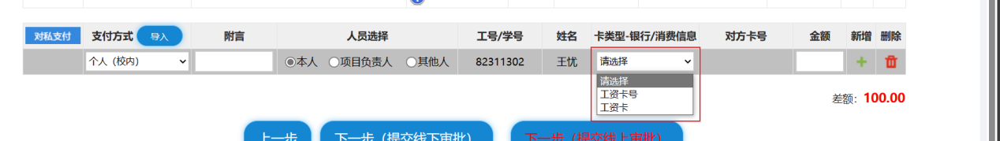 对私支付 支付方式 导入 附言 人员选择 工号/学号 姓名 卡类型-银行/消费信息 对方卡号 金额 新增 删除
个人（校内） 本人 项目负责人 其他人 82311302 王忧 请选择
请选择
工资卡号
工资卡
差额：100.00
上一步 下一步（提交线下审批） 下一步（提交线上审批）